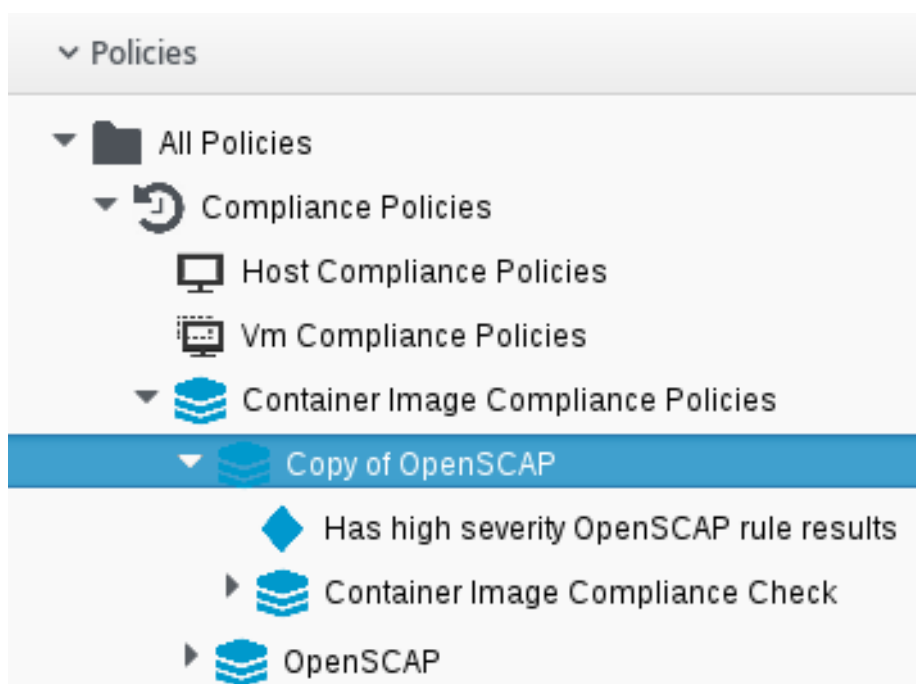 Policies
All Policies
Compliance Policies
Host Compliance Policies
Vm Compliance Policies
Container Image Compliance Policies
Copy of OpenSCAP
Has high severity OpenSCAP rule results
Container Image Compliance Check
OpenSCAP